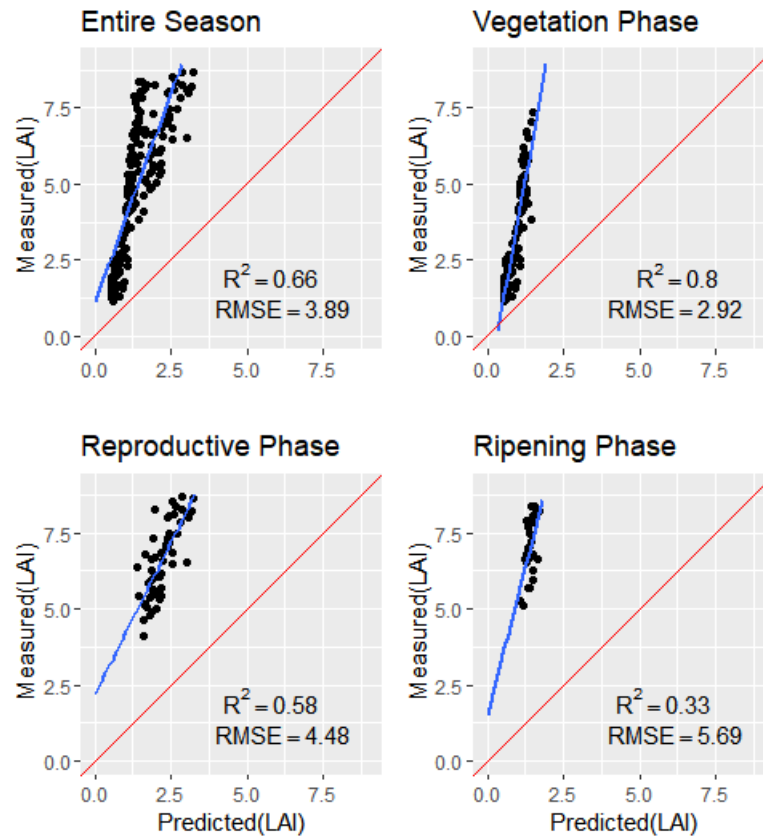 Entire Season
Measured(LAI)
7.5
5.0
2.5
0.0
R² = 0.66
RMSE = 3.89
0.0 2.5 5.0 7.5
Vegetation Phase
Measured(LAI)
7.5
5.0
2.5
0.0
R² = 0.8
RMSE = 2.92
0.0 2.5 5.0 7.5
Reproductive Phase
Measured(LAI)
7.5
5.0
2.5
0.0
R² = 0.58
RMSE = 4.48
0.0 2.5 5.0 7.5
Predicted(LAI)
Ripening Phase
Measured(LAI)
7.5
5.0
2.5
0.0
R² = 0.33
RMSE = 5.69
0.0 2.5 5.0 7.5
Predicted(LAI)